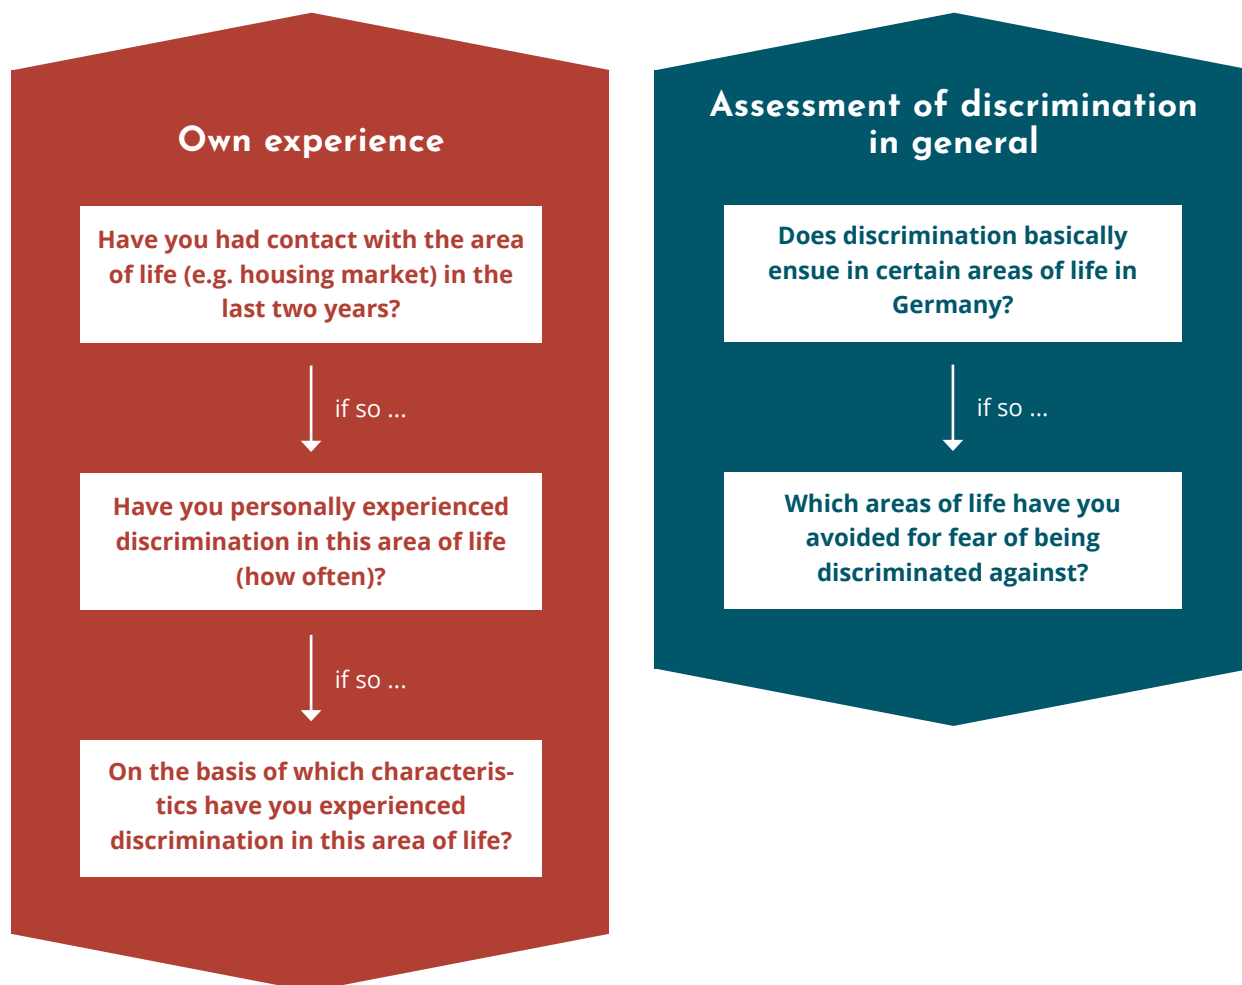 Own experience
Have you had contact with the area
of life (e.g. housing market) in the
last two years?
if so ...
Have you personally experienced
discrimination in this area of life
(how often)?
if so ...
On the basis of which characteris-
tics have you experienced
discrimination in this area of life?
Assessment of discrimination
in general
Does discrimination basically
ensue in certain areas of life in
Germany?
if so ...
Which areas of life have you
avoided for fear of being
discriminated against?